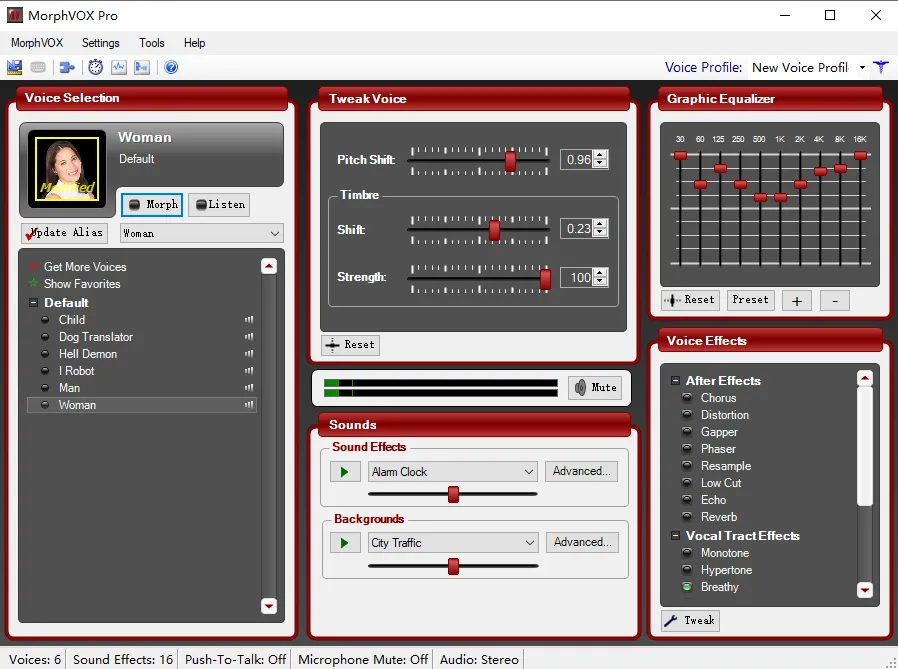 MorphVOX Pro
MorphVOX Settings Tools Help
Voice Profile: New Voice Profil
Voice Selection
Woman
Default
Modified
Morph Listen
Update Alias Woman
Get More Voices
Show Favorites
Default
Child
Dog Translator
Hell Demon
I Robot
Man
Woman
Tweak Voice
Pitch Shift: 0.96
Timbre
Shift: 0.23
Strength: 100
Reset
Mute
Sounds
Sound Effects
Alarm Clock Advanced...
Backgrounds
City Traffic Advanced...
Graphic Equalizer
30 60 125 250 500 1K 2K 4K 8K 16K
Reset Preset + -
Voice Effects
After Effects
Chorus
Distortion
Gapper
Phaser
Resample
Low Cut
Echo
Reverb
Vocal Tract Effects
Monotone
Hypertone
Breathy
Tweak
Voices: 6 Sound Effects: 16 Push-To-Talk: Off Microphone Mute: Off Audio: Stereo